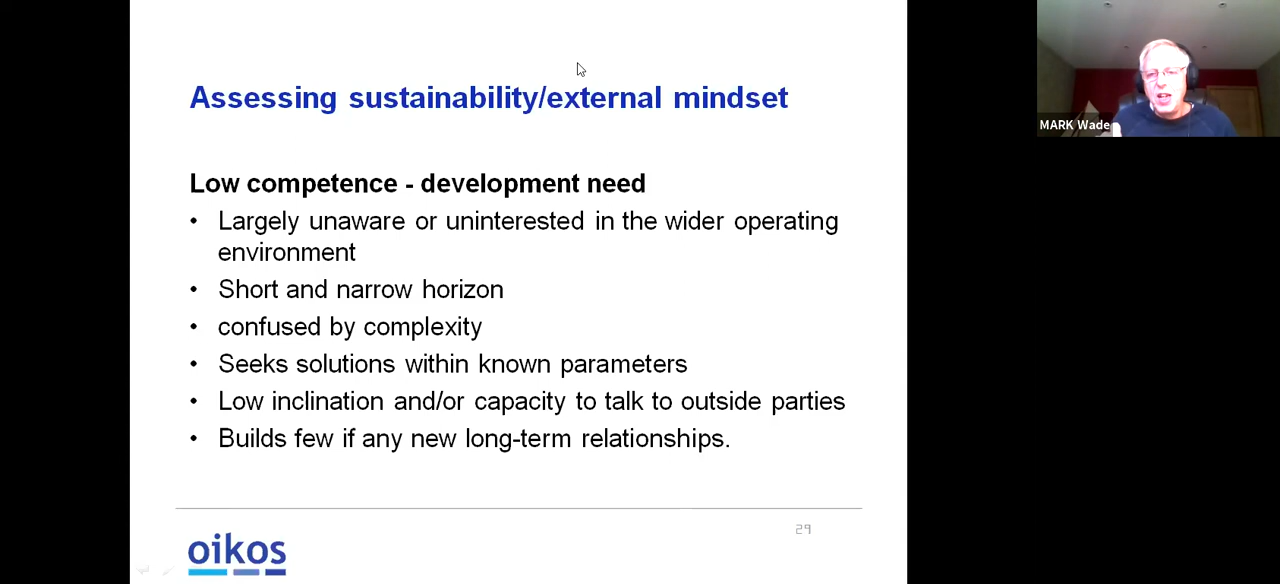 Assessing sustainability/external mindset
MARK Wade
Low competence - development need
• Largely unaware or uninterested in the wider operating
environment
• Short and narrow horizon
• confused by complexity
• Seeks solutions within known parameters
• Low inclination and/or capacity to talk to outside parties
• Builds few if any new long-term relationships.
29
oikos